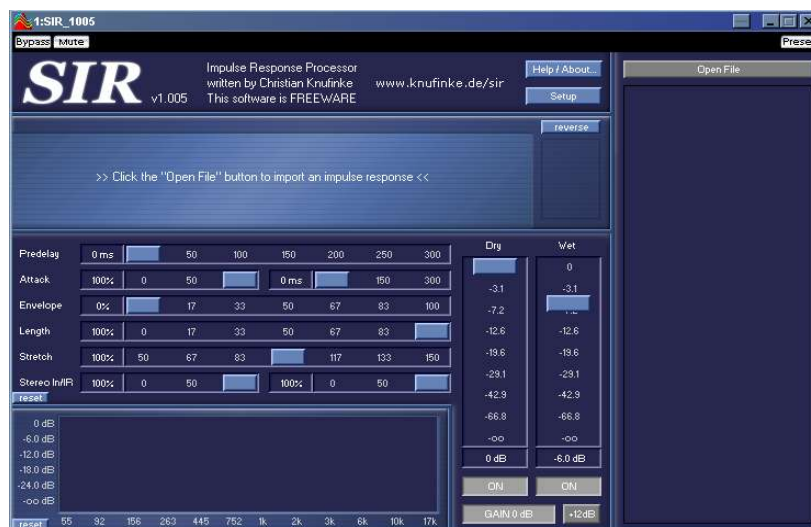 1:SIR_1005
Bypass Mute Prese
SIR v1.005
Impulse Response Processor
written by Christian Knufinke
This software is FREEWARE
www.knufinke.de/sir
Help / About...
Setup
Open File
reverse
>> Click the "Open File" button to import an impulse response <<
Predelay 0 ms 50 100 150 200 250 300
Attack 100% 0 50 0 ms 150 300
Envelope 0% 17 33 50 67 83 100
Length 100% 0 17 33 50 67 83
Stretch 100% 50 67 83 117 133 150
Stereo In/IR 100% 0 50 100% 0 50
reset
Dry Wet
0
-3.1 -3.1
-7.2
-12.6 -12.6
-19.6 -19.6
-29.1 -29.1
-42.9 -42.9
-66.8 -66.8
-oo -oo
0 dB -6.0 dB
ON ON
GAIN 0 dB +12dB
0 dB
-6.0 dB
-12.0 dB
-18.0 dB
-24.0 dB
-oo dB
reset 55 92 156 263 445 752 1k 2k 3k 6k 10k 17k